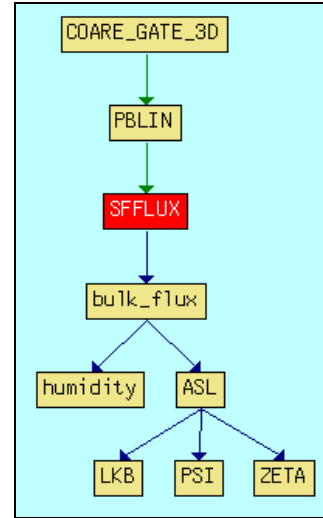 COARE_GATE_3D
PBLIN
SFFLUX
bulk_flux
humidity
ASL
LKB
PSI
ZETA